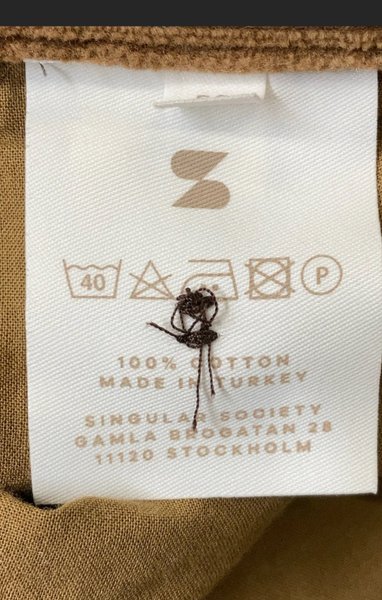 40
P
100% COTTON
MADE IN TURKEY
SINGULAR SOCIETY
GAMLA BROGATAN 28
11120 STOCKHOLM